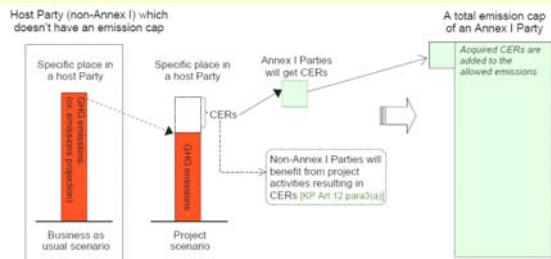 Host Party (non-Annex I) which
doesn't have an emission cap
A total emission cap
of an Annex I Party
Specific place in
a host Party
Specific place in
a host Party
Annex I Parties
will get CERs
Acquired CERs are
added to the
allowed emissions
GHG emissions
(or, emissions projection)
CERs
GHG emissions
Non-Annex I Parties will
benefit from project
activities resulting in
CERs [KP Art.12 para3(a)]
Business as
usual scenario
Project
scenario